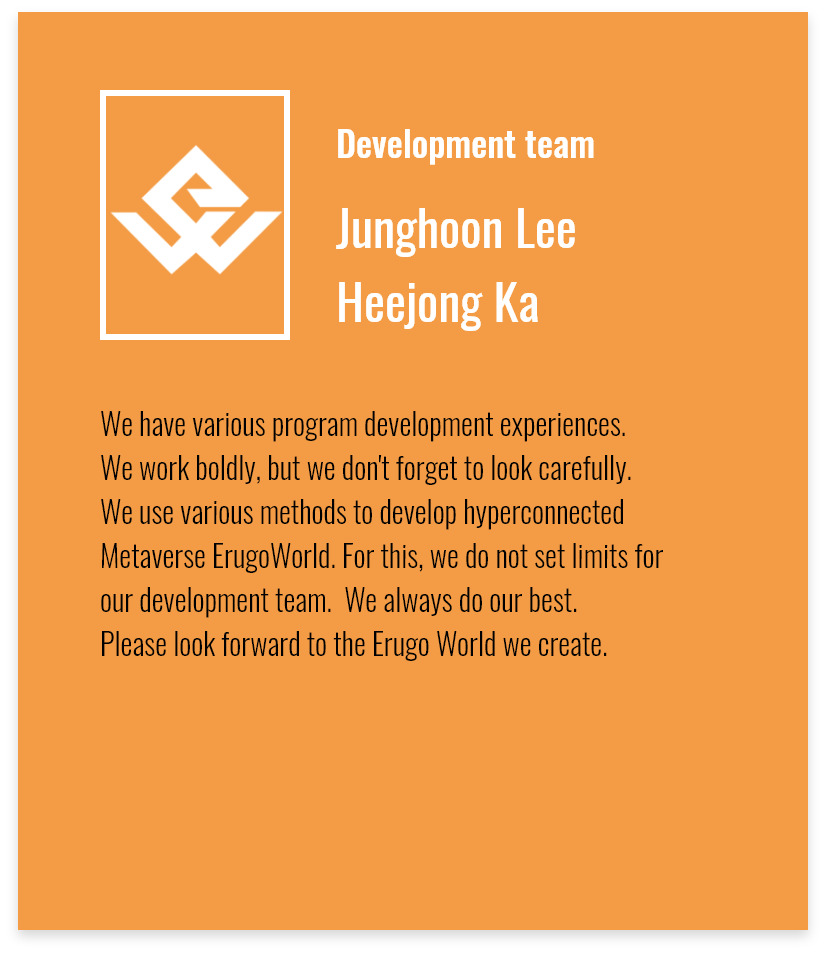 Development team
Junghoon Lee
Heejong Ka
We have various program development experiences.
We work boldly, but we don't forget to look carefully.
We use various methods to develop hyperconnected
Metaverse ErugoWorld. For this, we do not set limits for
our development team.  We always do our best.
Please look forward to the Erugo World we create.